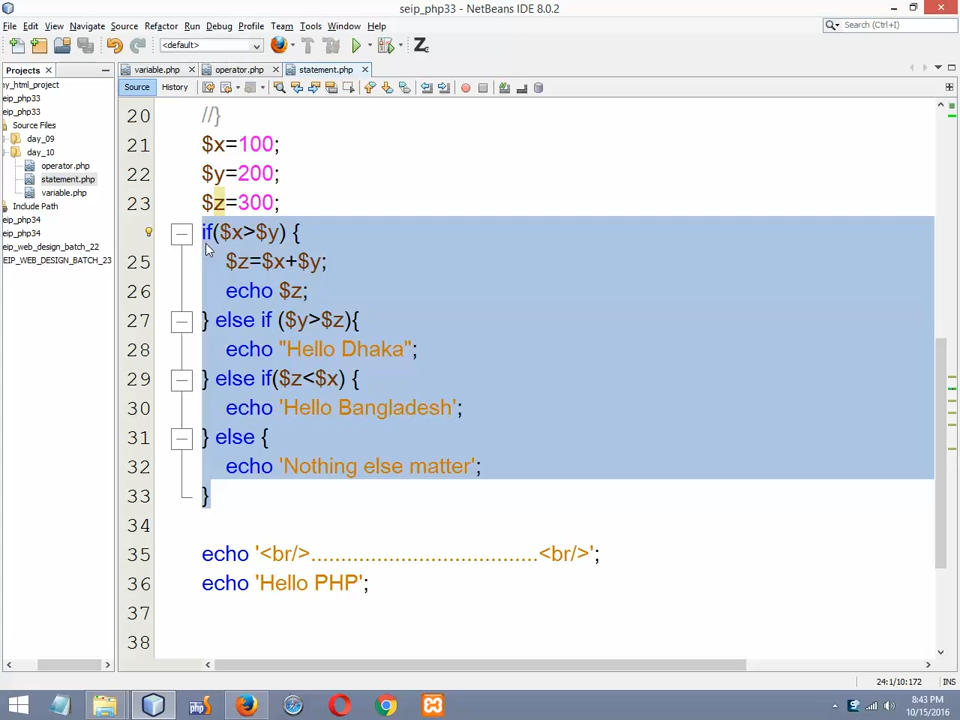 seip_php33 - NetBeans IDE 8.0.2
File Edit View Navigate Source Refactor Run Debug Profile Team Tools Window Help
Search (Ctrl+I)
<default>
Projects
variable.php operator.php statement.php
Source History
ny_html_project
eip_php33
eip_php33
Source Files
day_09
day_10
operator.php
statement.php
variable.php
Include Path
eip_php34
eip_php34
eip_web_design_batch_22
EIP_WEB_DESIGN_BATCH_23
20 //}
21 $x=100;
22 $y=200;
23 $z=300;
if($x>$y) {
25 $z=$x+$y;
26 echo $z;
27 } else if ($y>$z){
28 echo "Hello Dhaka";
29 } else if($z<$x) {
30 echo 'Hello Bangladesh';
31 } else {
32 echo 'Nothing else matter';
33 }
34
35 echo '<br/>......................................<br/>';
36 echo 'Hello PHP';
37
38
24:1/10:172 INS
php
8:43 PM
10/15/2016